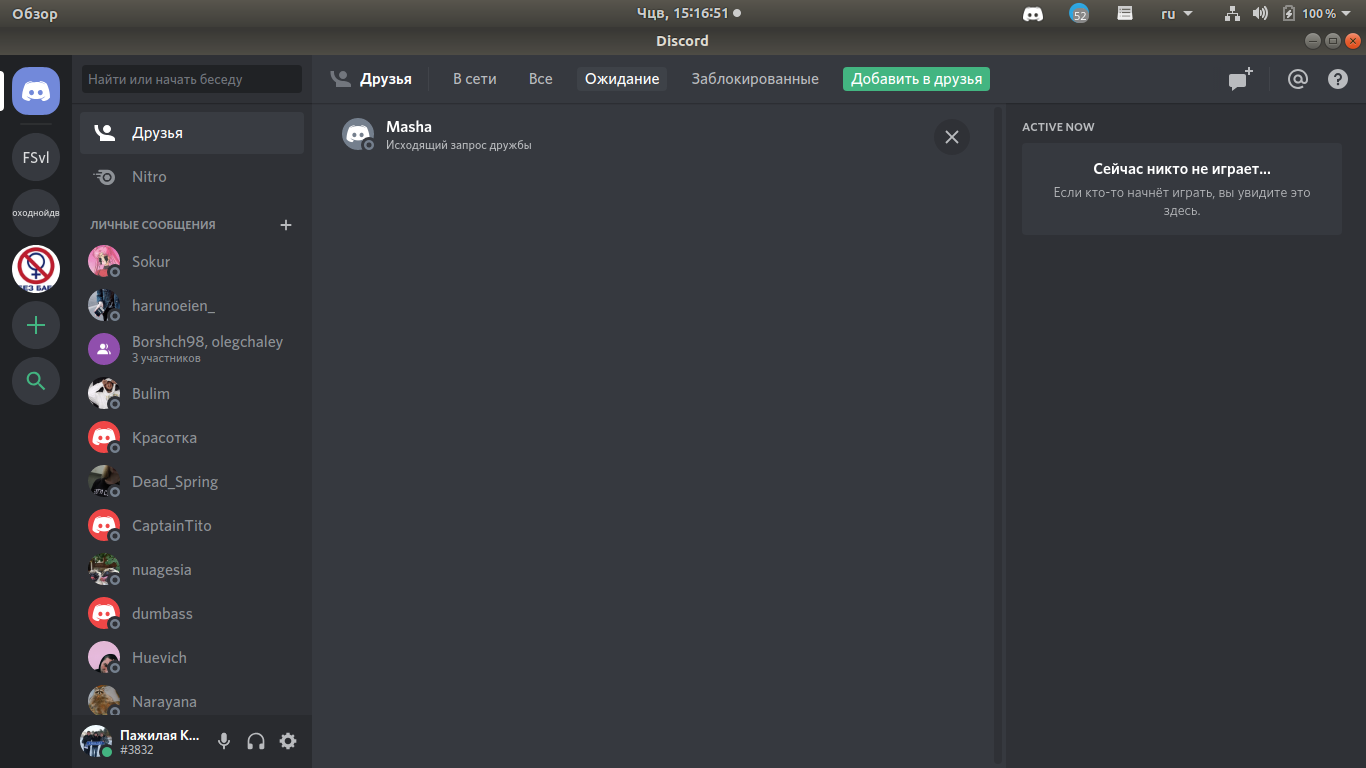 Обзор
Чцв, 15:16:51
52
ru
100 %
Discord
Найти или начать беседу
Друзья
В сети
Все
Ожидание
Заблокированные
Добавить в друзья
FSvl
оходнойдв
БЕЗ БАБ
Друзья
Nitro
ЛИЧНЫЕ СООБЩЕНИЯ
Sokur
harunoeien_
Borshch98, olegchaley
3 участников
Bulim
Красотка
Dead_Spring
CaptainTito
nuagesia
dumbass
Huevich
Narayana
Пажилая К...
#3832
Masha
Исходящий запрос дружбы
ACTIVE NOW
Сейчас никто не играет...
Если кто-то начнёт играть, вы увидите это
здесь.